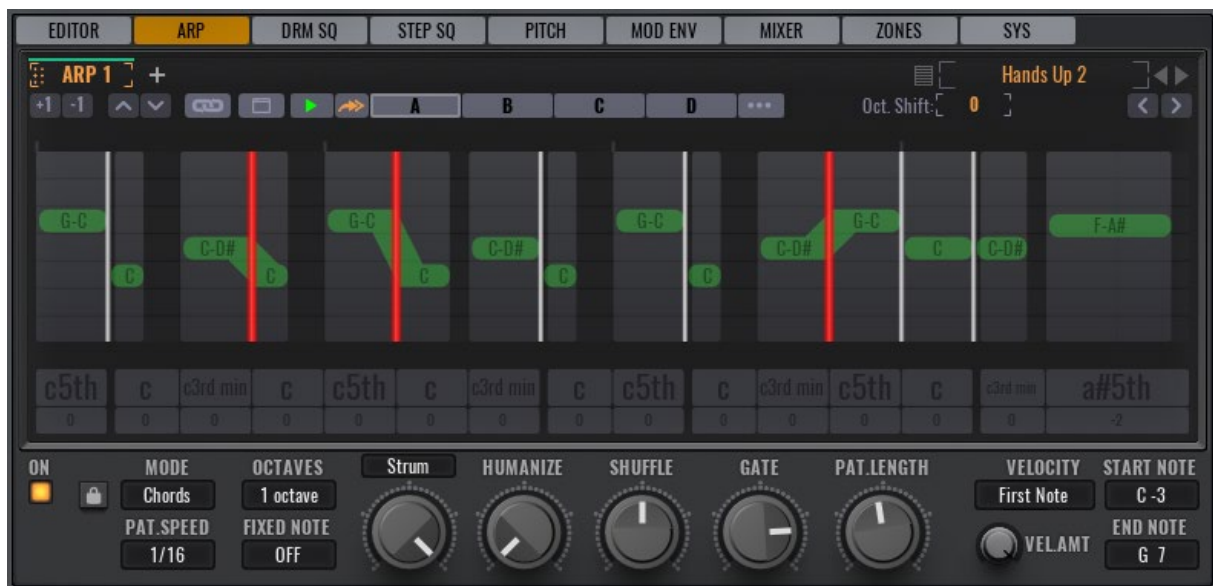 EDITOR ARP DRM SQ STEP SQ PITCH MOD ENV MIXER ZONES SYS
ARP 1 + Hands Up 2
+1 -1 A B C D ••• Oct. Shift: 0
G-C G-C G-C G-C F-A#
C-D# C-D# C-D# C C-D#
C C C C C
c5th c c3rd min c c5th c c3rd min c c5th c c3rd min c5th c c3rd min a#5th
0 0 0 0 0 0 0 0 0 0 0 0 0 0 -2
ON MODE OCTAVES Strum HUMANIZE SHUFFLE GATE PAT.LENGTH VELOCITY START NOTE
Chords 1 octave First Note C -3
PAT.SPEED FIXED NOTE END NOTE
1/16 OFF VEL.AMT G 7